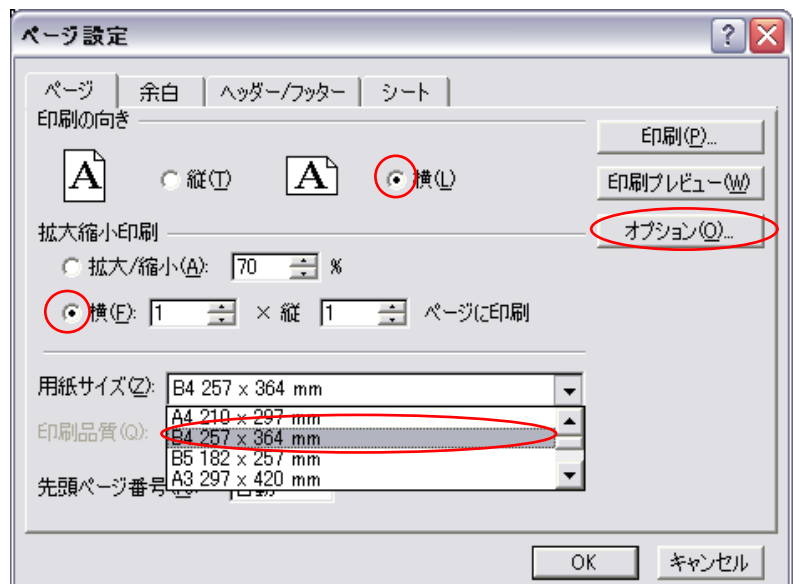 ページ設定
ページ 余白 ヘッダー/フッター シート
印刷の向き
A 縦(T) A 横(L)
印刷(P)...
印刷プレビュー(W)
オプション(O)...
拡大縮小印刷
拡大/縮小(A): 70 %
横(F): 1 × 縦 1 ページに印刷
用紙サイズ(Z): B4 257 x 364 mm
A4 210 x 297 mm
印刷品質(Q): B4 257 x 364 mm
B5 182 x 257 mm
A3 297 x 420 mm
先頭ページ番号(R): 自動
OK キャンセル